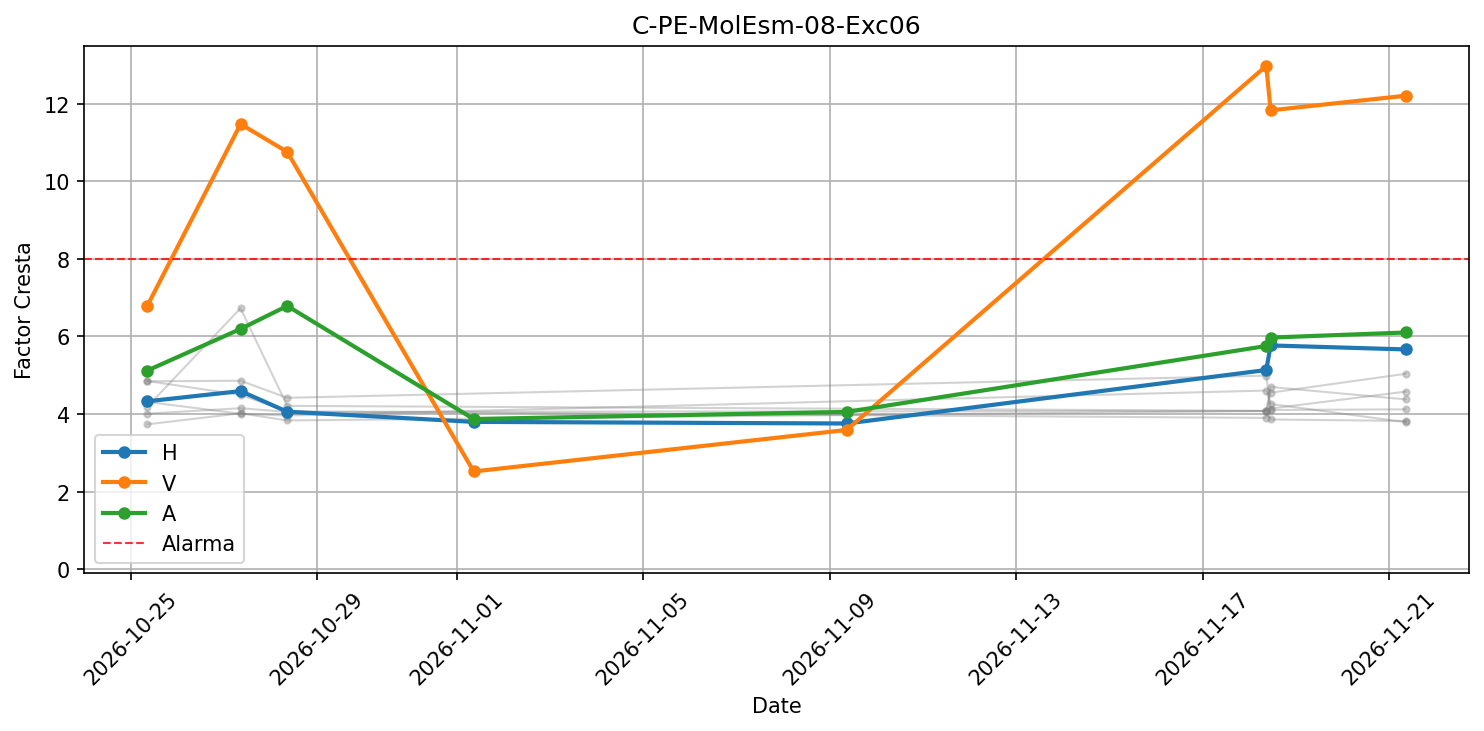 C-PE-MolEsm-08-Exc06
Factor Cresta
12
10
8
6
4
2
0
H
V
A
Alarma
2026-10-25
2026-10-29
2026-11-01
2026-11-05
2026-11-09
2026-11-13
2026-11-17
2026-11-21
Date